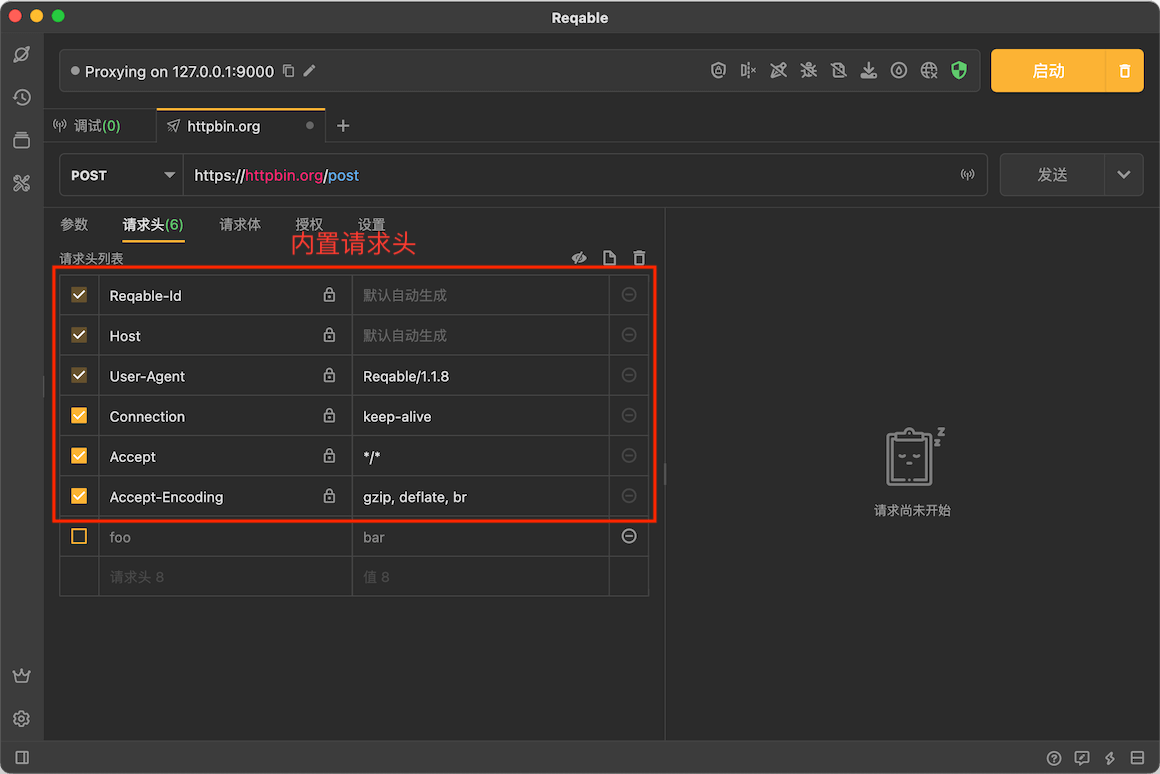 Reqable
Proxying on 127.0.0.1:9000
启动
调试(0)
httpbin.org
POST
https://httpbin.org/post
发送
参数
请求头(6)
请求体
授权
设置
内置请求头
请求头列表
Reqable-Id
默认自动生成
Host
默认自动生成
User-Agent
Reqable/1.1.8
Connection
keep-alive
Accept
*/*
Accept-Encoding
gzip, deflate, br
foo
bar
请求头 8
值 8
z
z
请求尚未开始